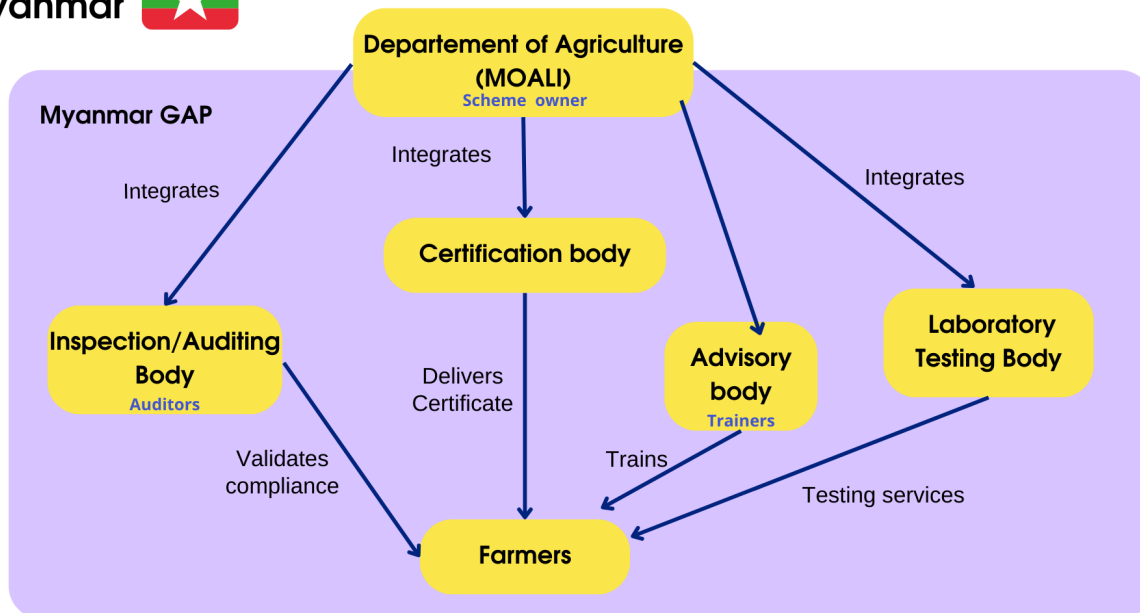 Departement of Agriculture
(MOALI)
Scheme owner
Myanmar GAP
Integrates
Integrates
Integrates
Certification body
Inspection/Auditing
Body
Auditors
Laboratory
Testing Body
Advisory
body
Trainers
Delivers
Certificate
Validates
compliance
Trains
Testing services
Farmers